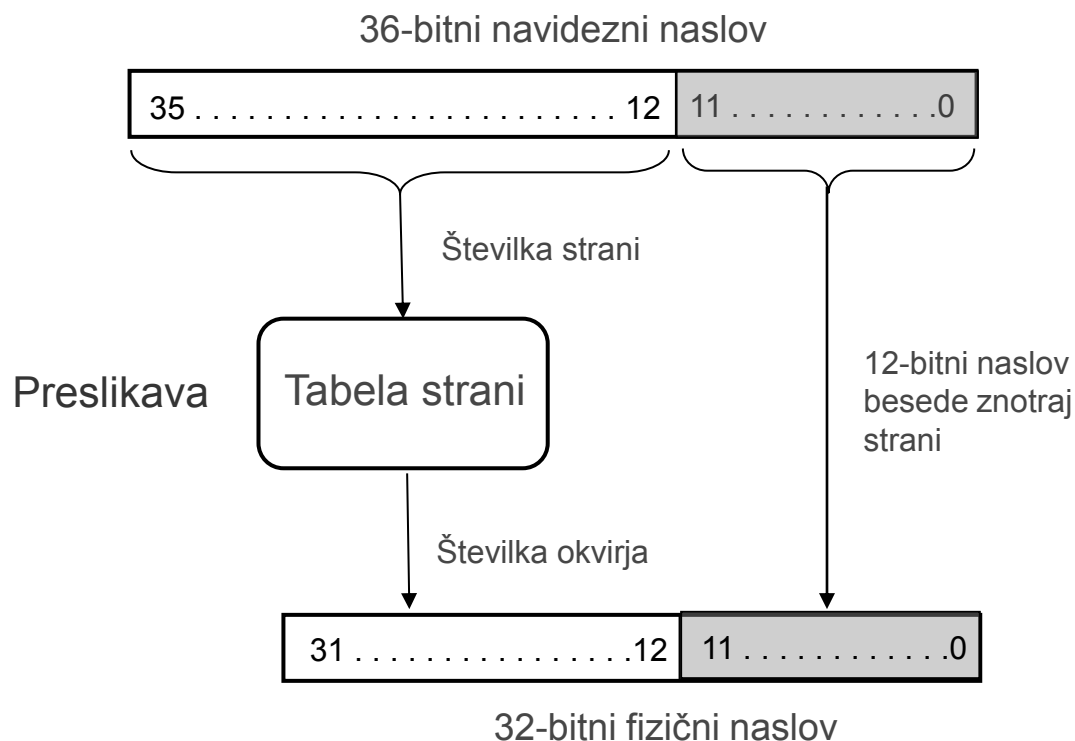 36-bitni navidezni naslov
35 . . . . . . . . . . . . . . . . . . . . . . . . 12 11 . . . . . . . . . . . .0
Številka strani
Preslikava
Tabela strani
12-bitni naslov
besede znotraj
strani
Številka okvirja
31 . . . . . . . . . . . . . . . .12 11 . . . . . . . . . . . .0
32-bitni fizični naslov